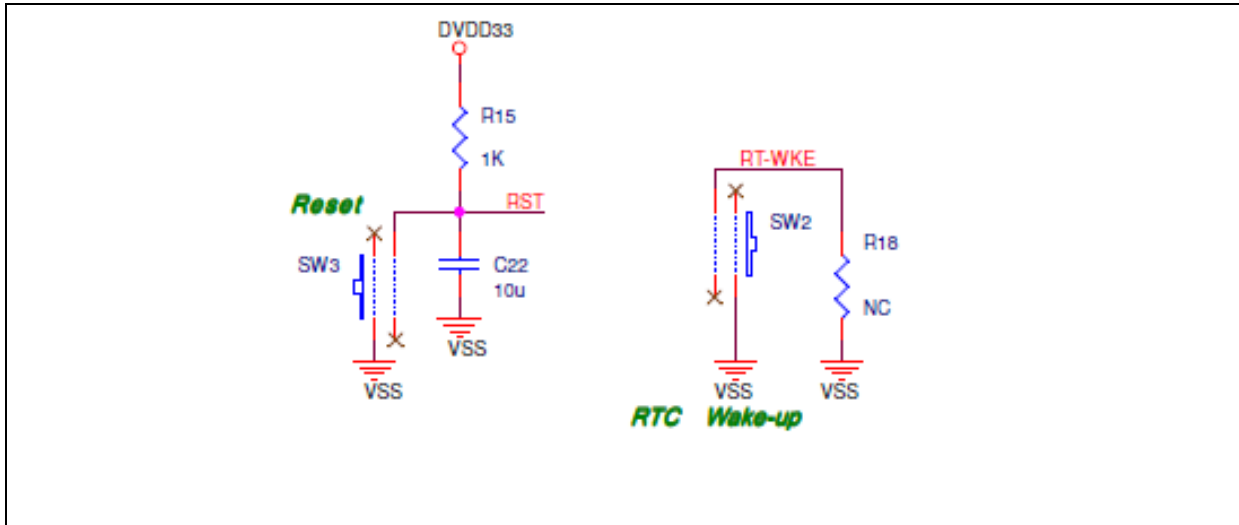 DVDD33
R15
1K
Reset
RST
SW3
C22
10u
VSS
VSS
RT-WKE
SW2
R18
NC
VSS
VSS
RTC Wake-up